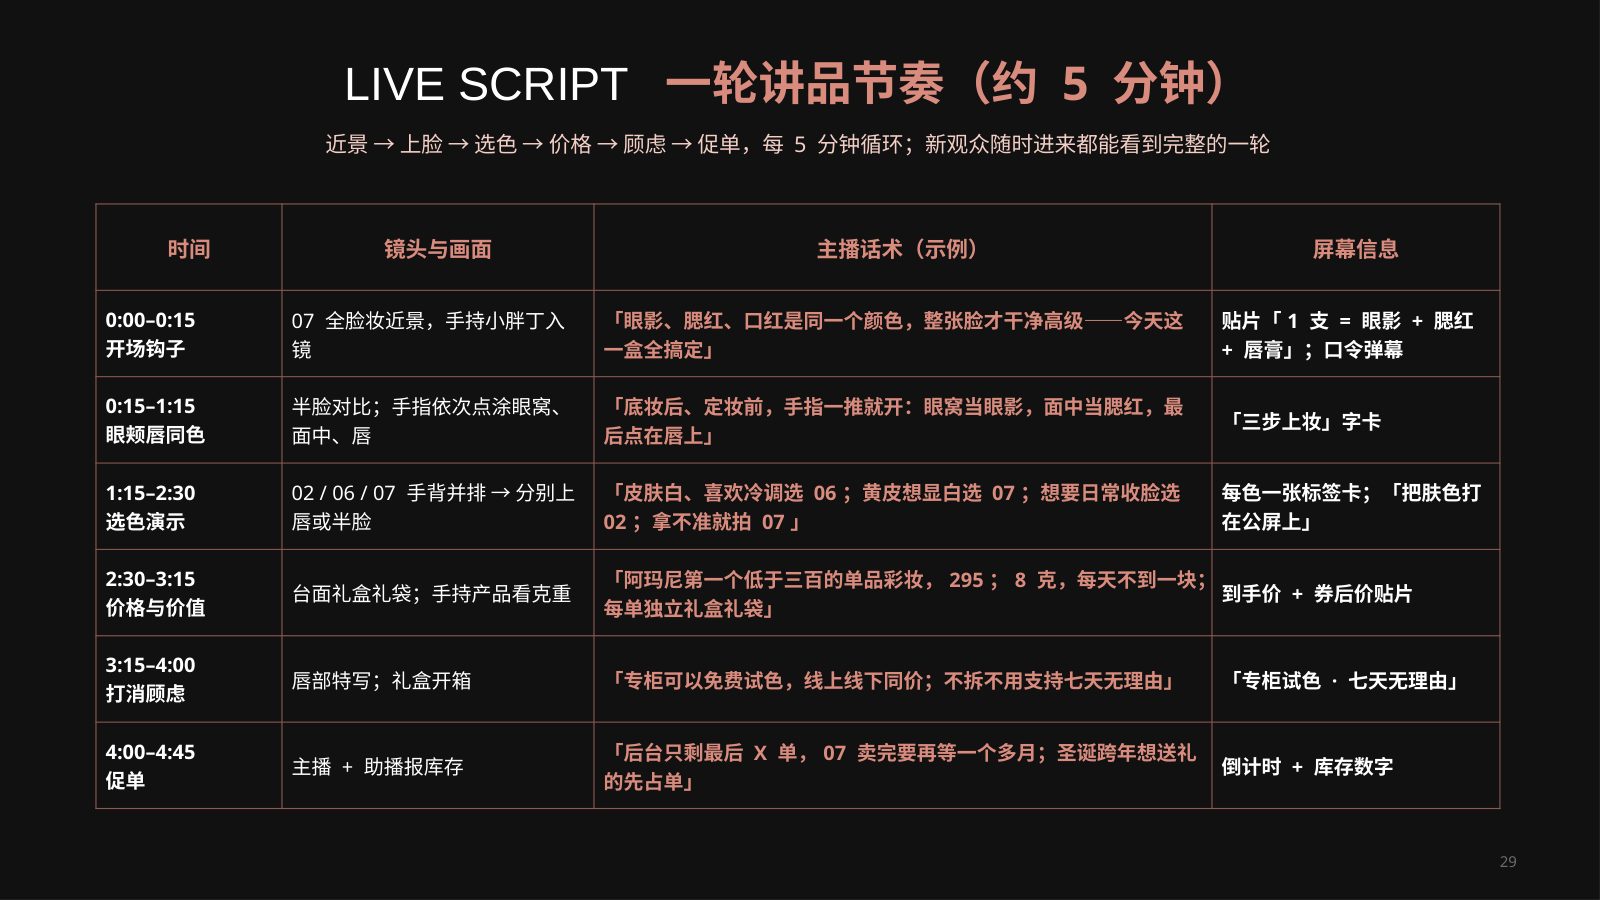 LIVE SCRIPT 一轮讲品节奏（约 5 分钟）
近景 → 上脸 → 选色 → 价格 → 顾虑 → 促单，每 5 分钟循环；新观众随时进来都能看到完整的一轮
时间
镜头与画面
主播话术（示例）
屏幕信息
0:00–0:15
开场钩子
07 全脸妆近景，手持小胖丁入
镜
「眼影、腮红、口红是同一个颜色，整张脸才干净高级——今天这
一盒全搞定」
贴片「 1 支 = 眼影 + 腮红
+ 唇膏」；口令弹幕
0:15–1:15
眼颊唇同色
半脸对比；手指依次点涂眼窝、
面中、唇
「底妆后、定妆前，手指一推就开：眼窝当眼影，面中当腮红，最
后点在唇上」
「三步上妆」字卡
1:15–2:30
选色演示
02 / 06 / 07 手背并排 → 分别上
唇或半脸
「皮肤白、喜欢冷调选 06 ；黄皮想显白选 07 ；想要日常收脸选
02 ；拿不准就拍 07 」
每色一张标签卡；「把肤色打
在公屏上」
2:30–3:15
价格与价值
台面礼盒礼袋；手持产品看克重
「阿玛尼第一个低于三百的单品彩妆， 295 ； 8 克，每天不到一块；
每单独立礼盒礼袋」
到手价 + 券后价贴片
3:15–4:00
打消顾虑
唇部特写；礼盒开箱
「专柜可以免费试色，线上线下同价；不拆不用支持七天无理由」
「专柜试色 · 七天无理由」
4:00–4:45
促单
主播 + 助播报库存
「后台只剩最后 X 单， 07 卖完要再等一个多月；圣诞跨年想送礼
的先占单」
倒计时 + 库存数字
29